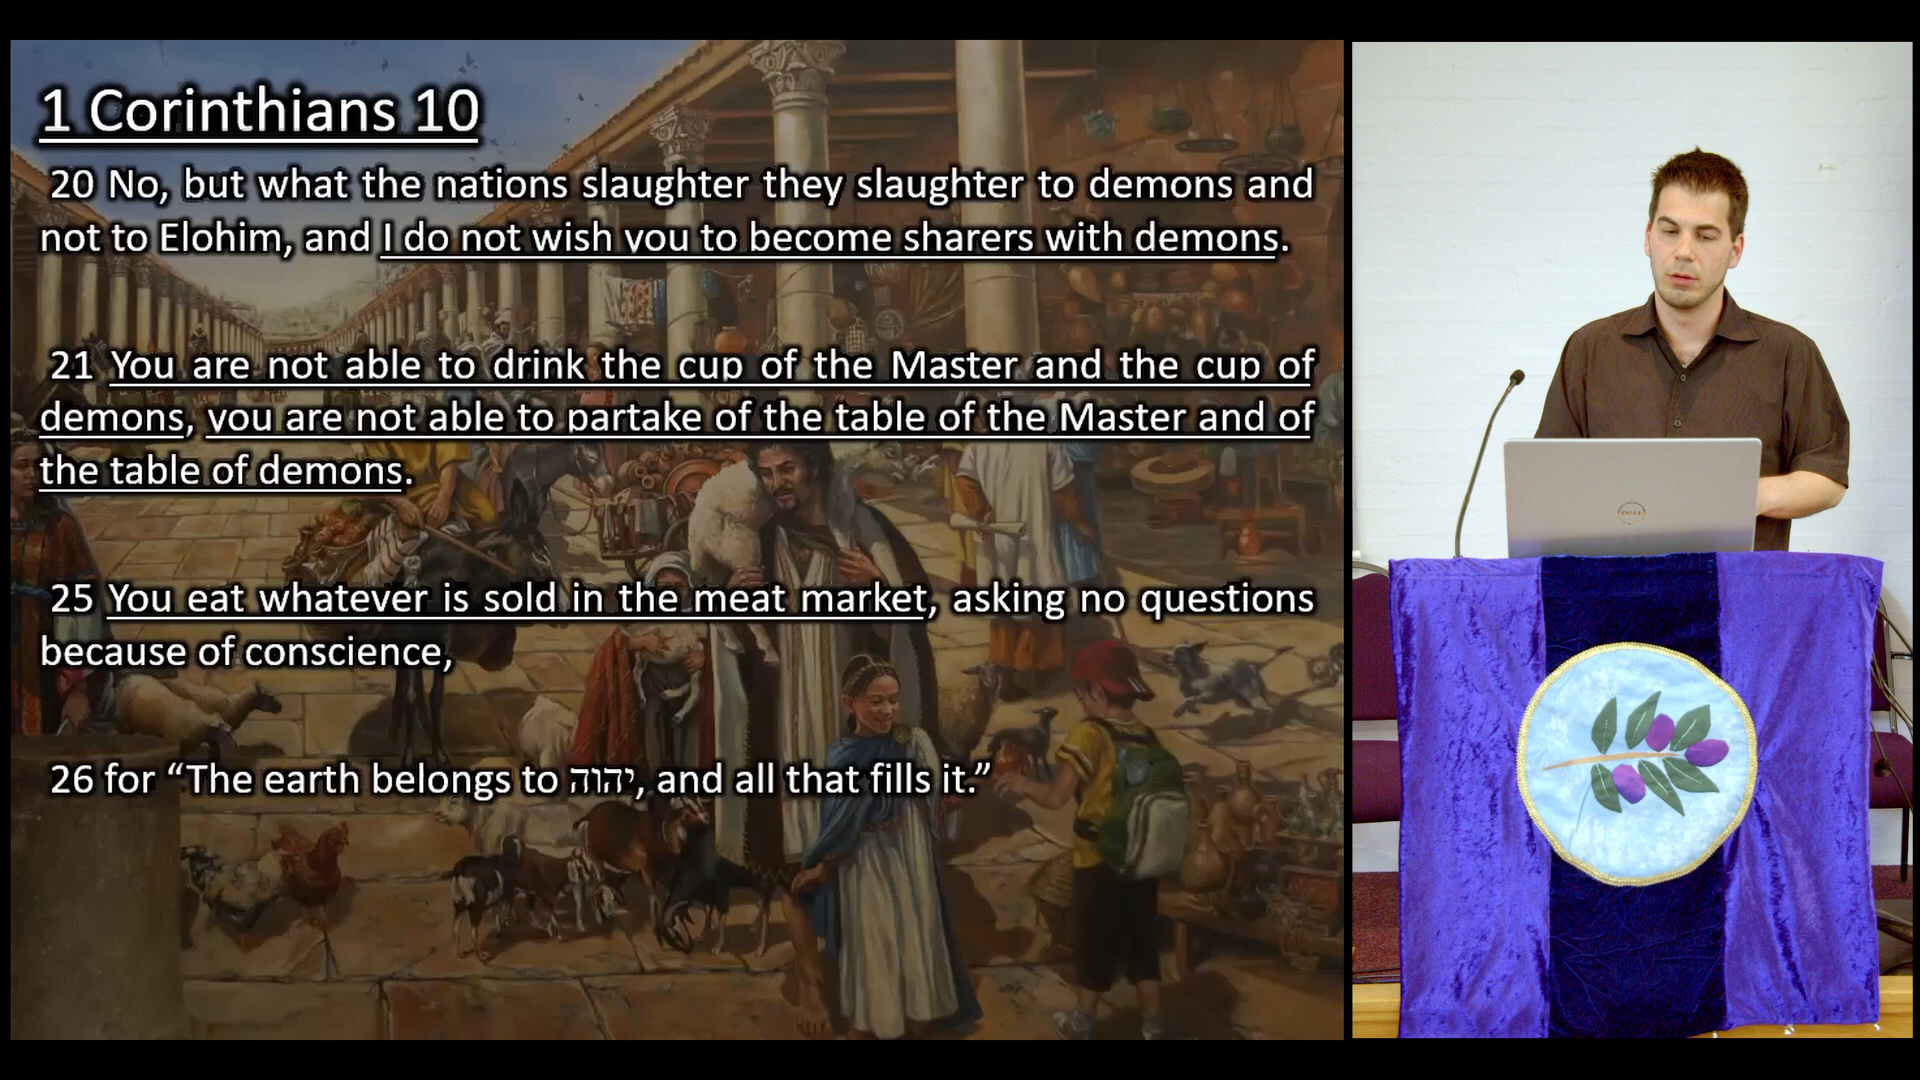 1 Corinthians 10
20 No, but what the nations slaughter they slaughter to demons and
not to Elohim, and I do not wish you to become sharers with demons.
21 You are not able to drink the cup of the Master and the cup of
demons, you are not able to partake of the table of the Master and of
the table of demons.
25 You eat whatever is sold in the meat market, asking no questions
because of conscience,
26 for “The earth belongs to יהוה, and all that fills it.”
DELL